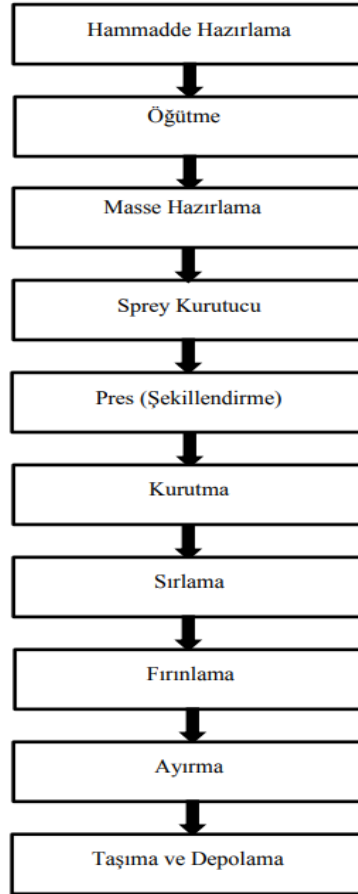 Hammadde Hazırlama
Öğütme
Masse Hazırlama
Sprey Kurutucu
Pres (Şekillendirme)
Kurutma
Sırlama
Fırınlama
Ayırma
Taşıma ve Depolama